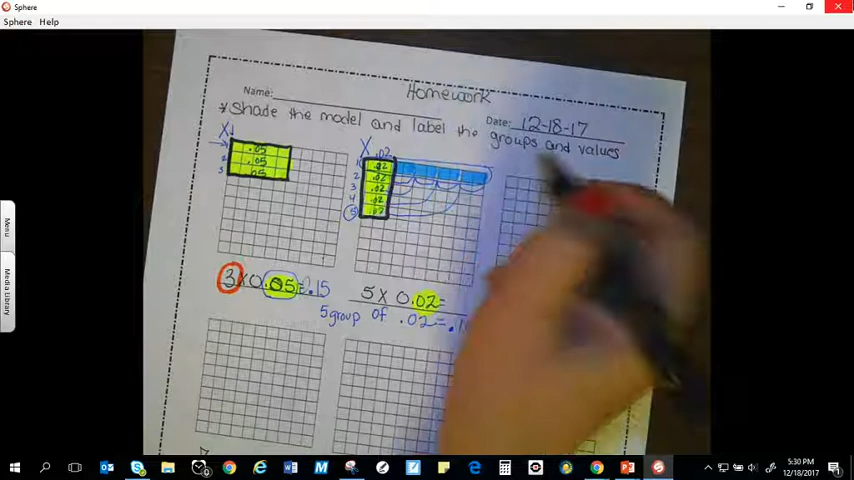 Sphere
Sphere Help
Menu
Media Library
Homework
Name:
Date: 12-18-17
*Shade the model and label the groups and values
X
1
2
3
.05
.05
.05
X .02
1
2
3
4
5
.02
.02
.02
.02
.02
3 X 0.05 = .15
5 X 0.02 =
5 group of .02 = .1
5:30 PM
12/18/2017